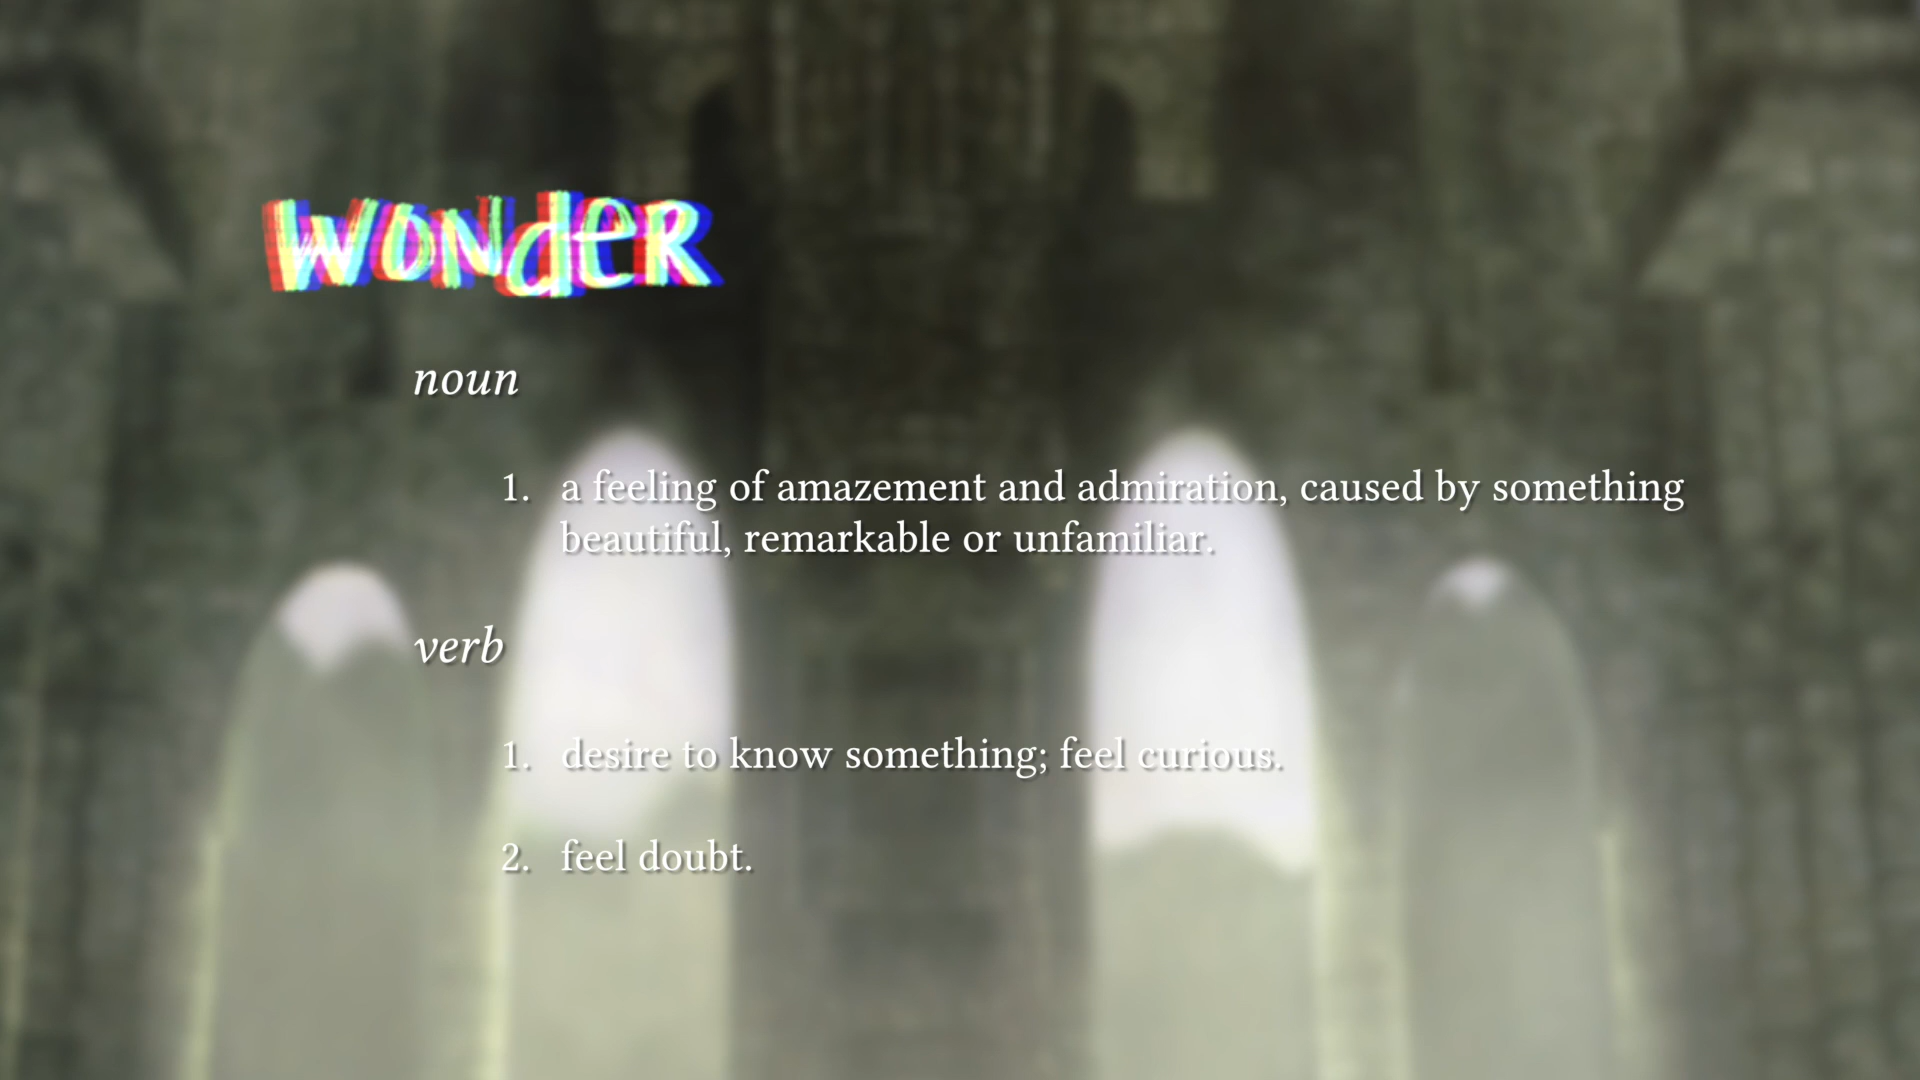 WONdeR
noun
1. a feeling of amazement and admiration, caused by something
beautiful, remarkable or unfamiliar.
verb
1. desire to know something; feel curious.
2. feel doubt.